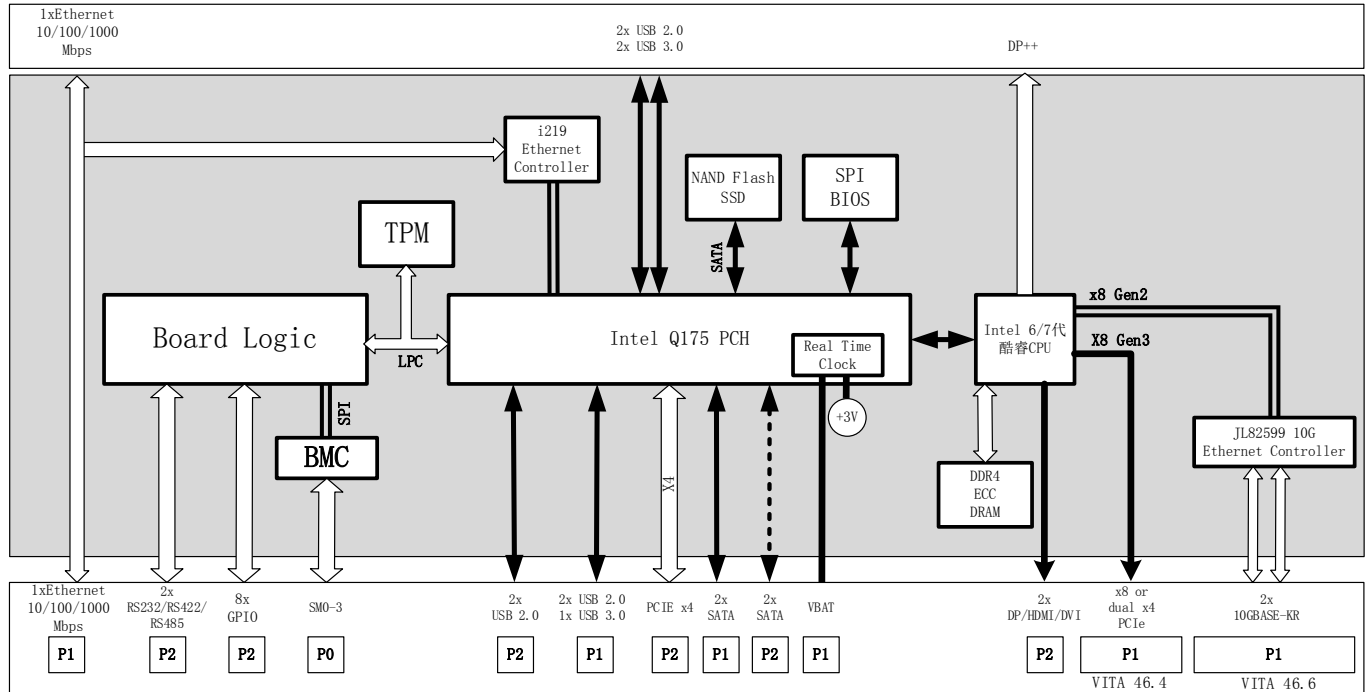 1xEthernet
10/100/1000
Mbps
2x USB 2.0
2x USB 3.0
DP++
i219
Ethernet
Controller
NAND Flash
SSD
SPI
BIOS
TPM
SATA
Board Logic
LPC
Intel Q175 PCH
Real Time
Clock
+3V
Intel 6/7代
酷睿CPU
x8 Gen2
X8 Gen3
SPI
BMC
X4
DDR4
ECC
DRAM
JL82599 10G
Ethernet Controller
1xEthernet
10/100/1000
Mbps
P1
2x
RS232/RS422/
RS485
P2
8x
GPIO
P2
SMO-3
P0
2x
USB 2.0
P2
2x USB 2.0
1x USB 3.0
P1
PCIE x4
P2
2x
SATA
P1
2x
SATA
P2
VBAT
P1
2x
DP/HDMI/DVI
P2
x8 or
dual x4
PCIe
P1
VITA 46.4
2x
10GBASE-KR
P1
VITA 46.6